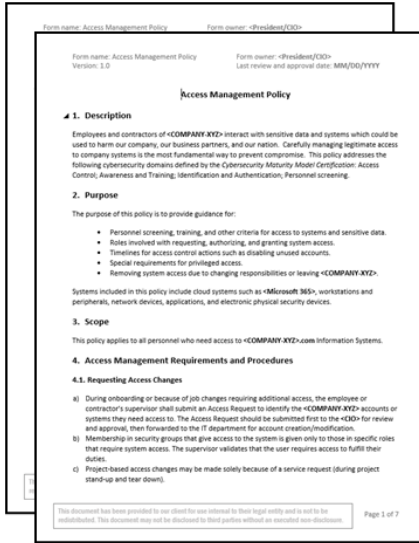 Form name: Access Management Policy Form owner: <President/CIO>
Form name: Access Management Policy Form owner: <President/CIO>
Version: 1.0 Last review and approval date: MM/DD/YYYY
Access Management Policy
1. Description
Employees and contractors of <COMPANY-XYZ> interact with sensitive data and systems which could be
used to harm our company, our business partners, and our nation. Carefully managing legitimate access
to company systems is the most fundamental way to prevent compromise. This policy addresses the
following cybersecurity domains defined by the Cybersecurity Maturity Model Certification: Access
Control; Awareness and Training; Identification and Authentication; Personnel screening.
2. Purpose
The purpose of this policy is to provide guidance for:
• Personnel screening, training, and other criteria for access to systems and sensitive data.
• Roles involved with requesting, authorizing, and granting system access.
• Timelines for access control actions such as disabling unused accounts.
• Special requirements for privileged access.
• Removing system access due to changing responsibilities or leaving <COMPANY-XYZ>.
Systems included in this policy include cloud systems such as <Microsoft 365>, workstations and
peripherals, network devices, applications, and electronic physical security devices.
3. Scope
This policy applies to all personnel who need access to <COMPANY-XYZ>.com Information Systems.
4. Access Management Requirements and Procedures
4.1. Requesting Access Changes
a) During onboarding or because of job changes requiring additional access, the employee or
contractor's supervisor shall submit an Access Request to identify the <COMPANY-XYZ> accounts or
systems they need access to. The Access Request should be submitted first to the <CIO> for review
and approval, then forwarded to the IT department for account creation/modification.
b) Membership in security groups that give access to the system is given only to those in specific roles
that require system access. The supervisor validates that the user requires access to fulfill their
duties.
c) Project-based access changes may be made solely because of a service request (during project
stand-up and tear down).
This document has been provided to our client for use internal to their legal entity and is not to be
redistributed. This document may not be disclosed to third parties without an executed non-disclosure.
Page 1 of 7